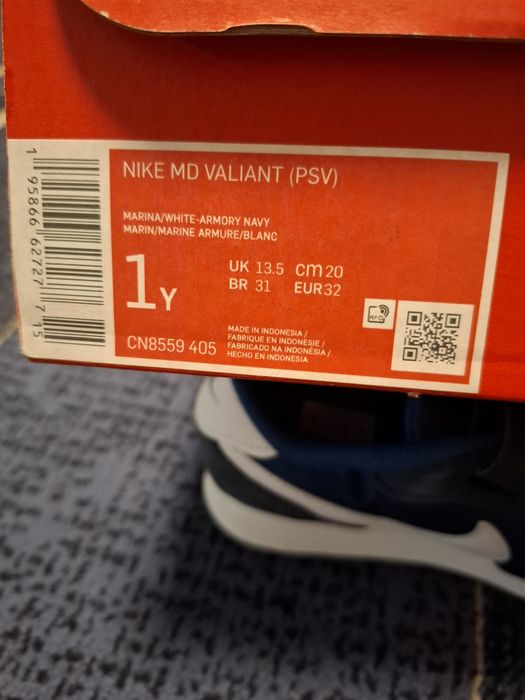 NIKE MD VALIANT (PSV)
MARINA/WHITE-ARMORY NAVY
MARIN/MARINE ARMURE/BLANC
1Y
UK 13.5 cm 20
BR 31 EUR 32
RFID
CN8559 405
MADE IN INDONESIA /
FABRIQUE EN INDONESIE /
FABRICADO NA INDONÉSIA /
HECHO EN INDONESIA
1 95866 62727 7 15